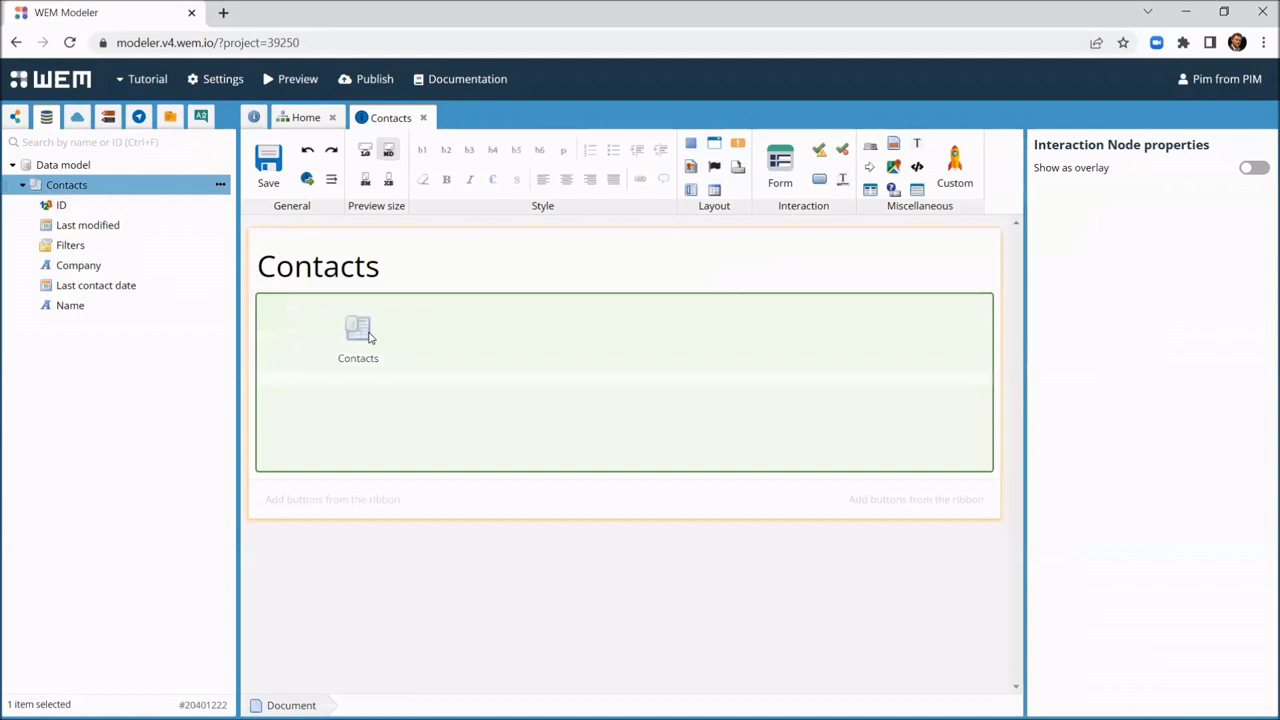 WEM Modeler
modeler.v4.wem.io/?project=39250
WEM
Tutorial
Settings
Preview
Publish
Documentation
Pim from PIM
Home
Contacts
Search by name or ID (Ctrl+F)
Data model
Contacts
ID
Last modified
Filters
Company
Last contact date
Name
Save
General
LG
MD
SM
XS
Preview size
h1 h2 h3 h4 h5 h6 p
B I C S
Style
Layout
Form
Interaction
Custom
Miscellaneous
Contacts
Contacts
Add buttons from the ribbon
Add buttons from the ribbon
Interaction Node properties
Show as overlay
1 item selected
#20401222
Document